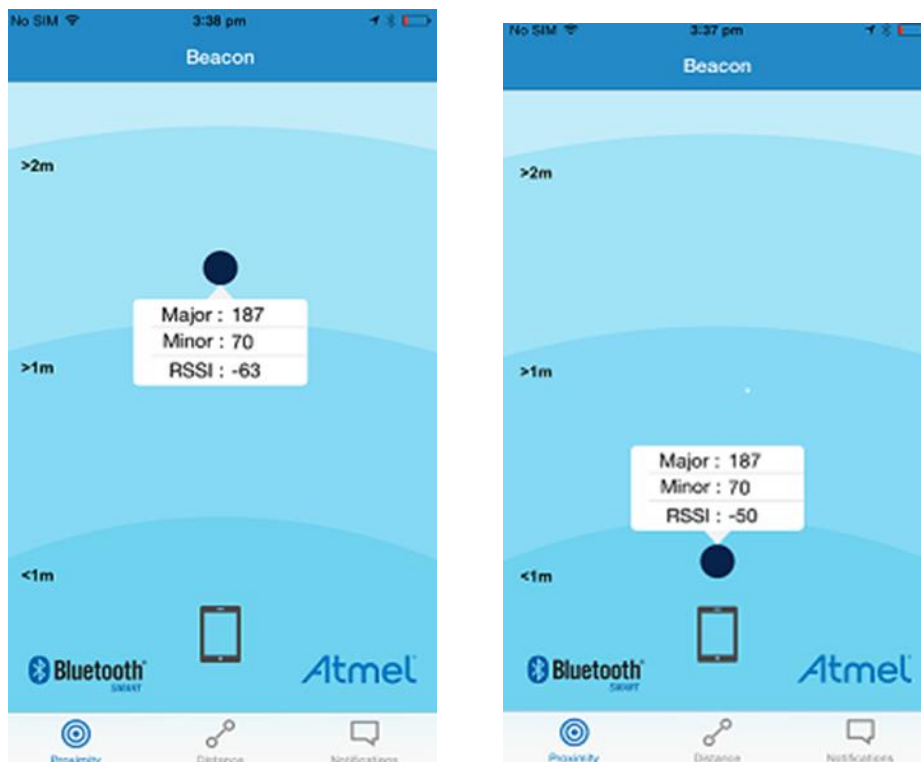 No SIM 3:38 pm
Beacon
>2m
Major : 187
Minor : 70
RSSI : -63
>1m
<1m
Bluetooth
SMART
Atmel
Proximity Distance Notifications
No SIM 3:37 pm
Beacon
>2m
>1m
Major : 187
Minor : 70
RSSI : -50
<1m
Bluetooth
SMART
Atmel
Proximity Distance Notifications